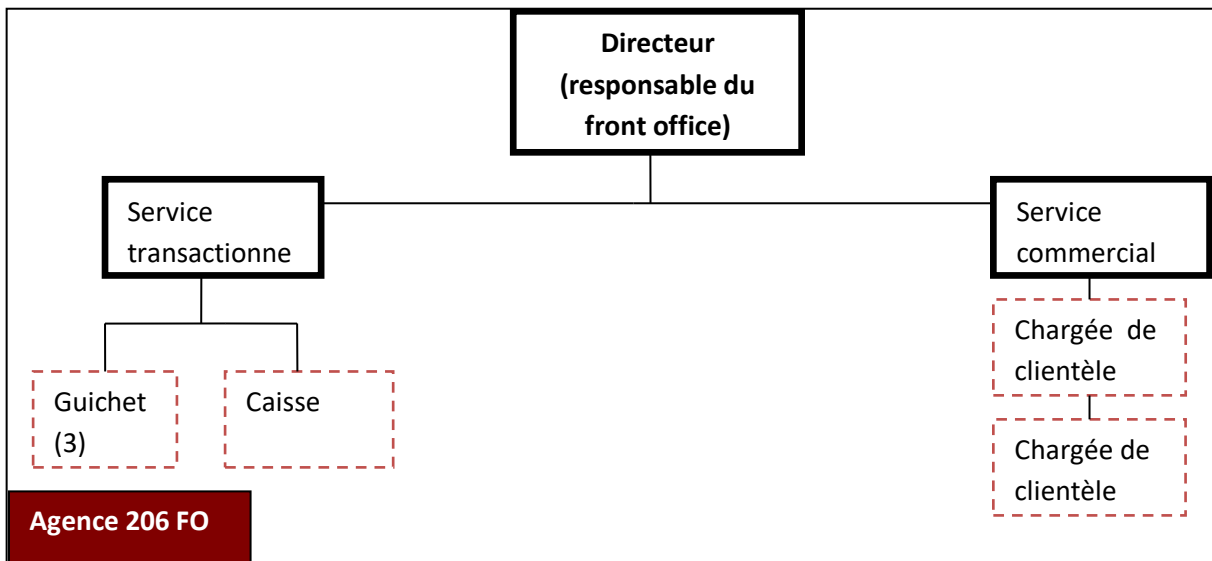 Directeur
(responsable du
front office)
Service
transactionne
Service
commercial
Guichet
(3)
Caisse
Chargée de
clientèle
Chargée de
clientèle
Agence 206 FO